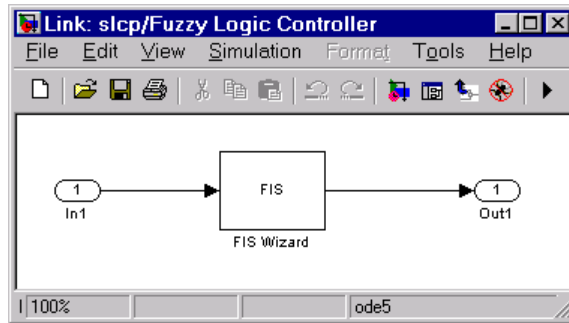 Link: slcp/Fuzzy Logic Controller
File Edit View Simulation Format Tools Help
1 FIS 1
In1 Out1
FIS Wizard
100% ode5